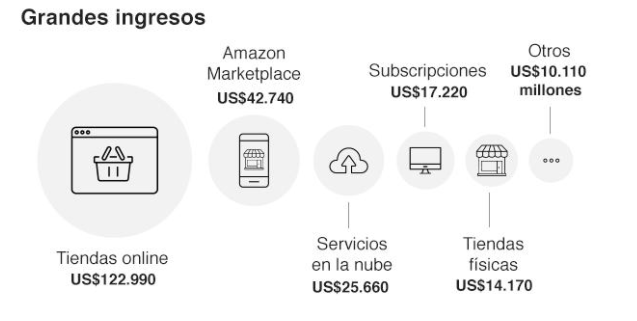 Grandes ingresos
Tiendas online
US$122.990
Amazon
Marketplace
US$42.740
Servicios
en la nube
US$25.660
Subscripciones
US$17.220
Tiendas
físicas
US$14.170
Otros
US$10.110
millones